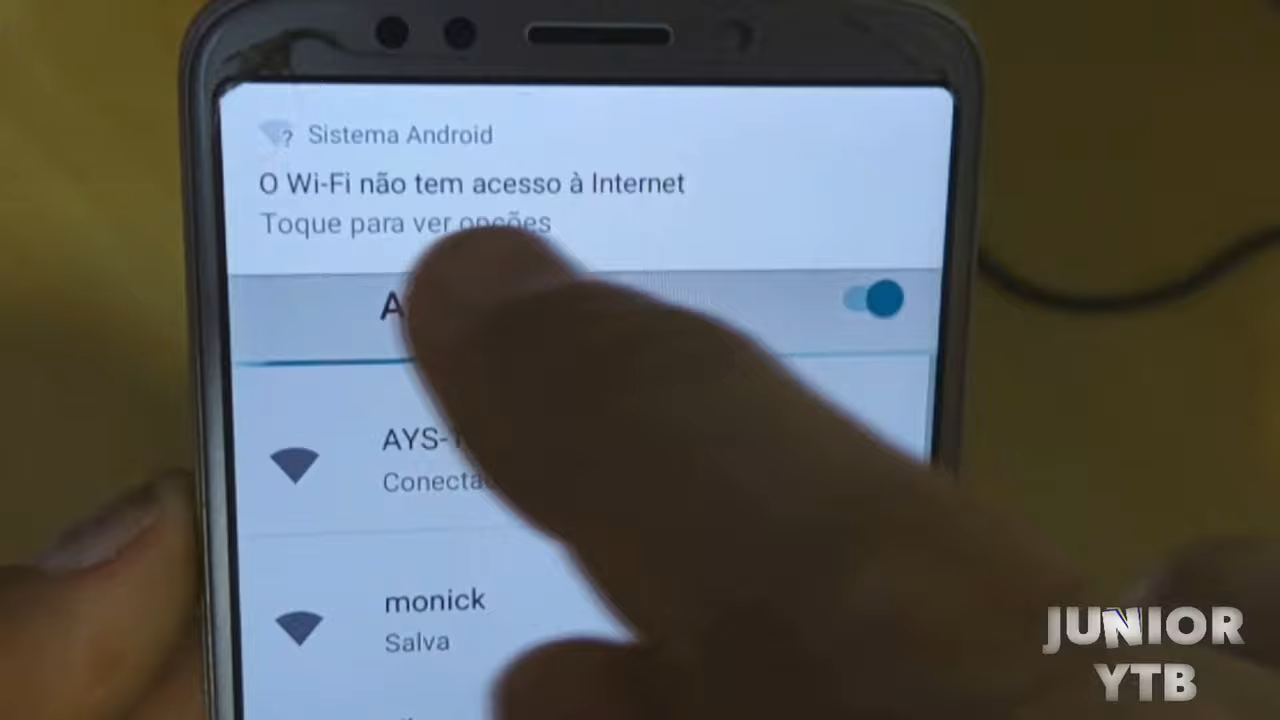 Sistema Android
O Wi-Fi não tem acesso à Internet
Toque para ver opções
A
AYS-
Conecta
monick
Salva
JUNIOR
YTB